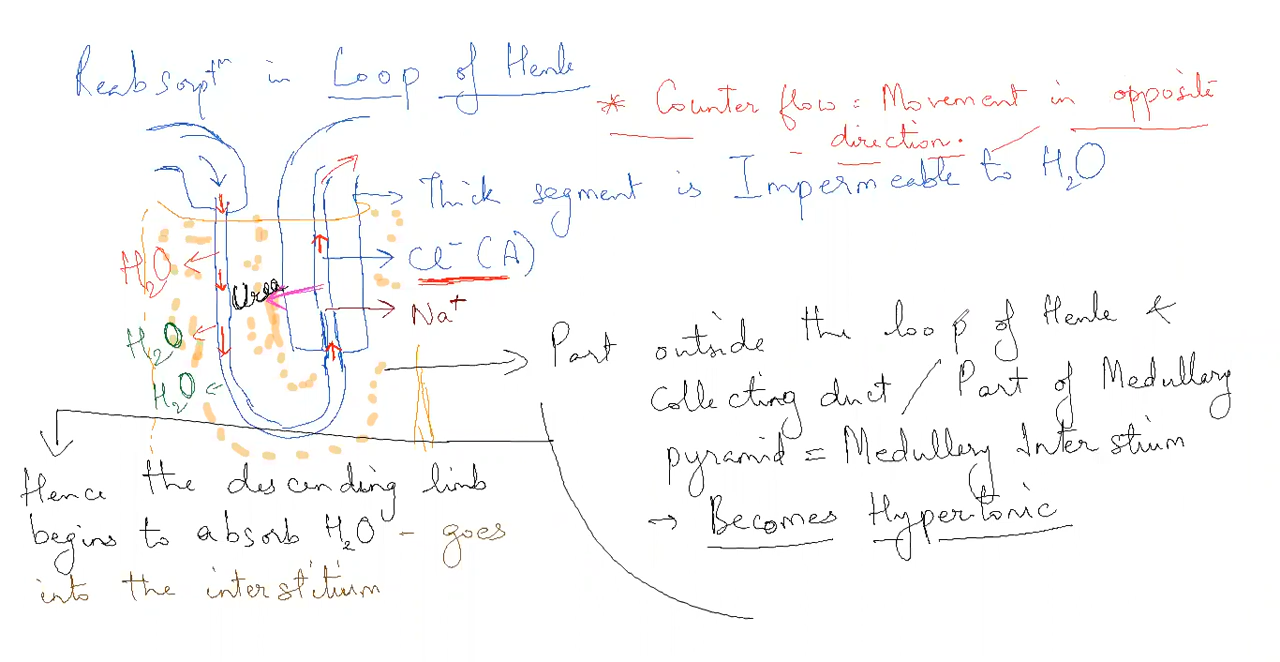 Reabsorptⁿ in Loop of Henle
* Counter flow = Movement in opposite
direction.
Thick segment is Impermeable to H₂O
H₂O
Cl⁻ (A)
Urea
Na⁺
H₂O
H₂O
Part outside the loop of Henle &
Collecting duct / Part of Medullary
pyramid = Medullery Interstium
→ Becomes Hypertonic
Hence the descending limb
begins to absorb H₂O - goes
into the interstitium